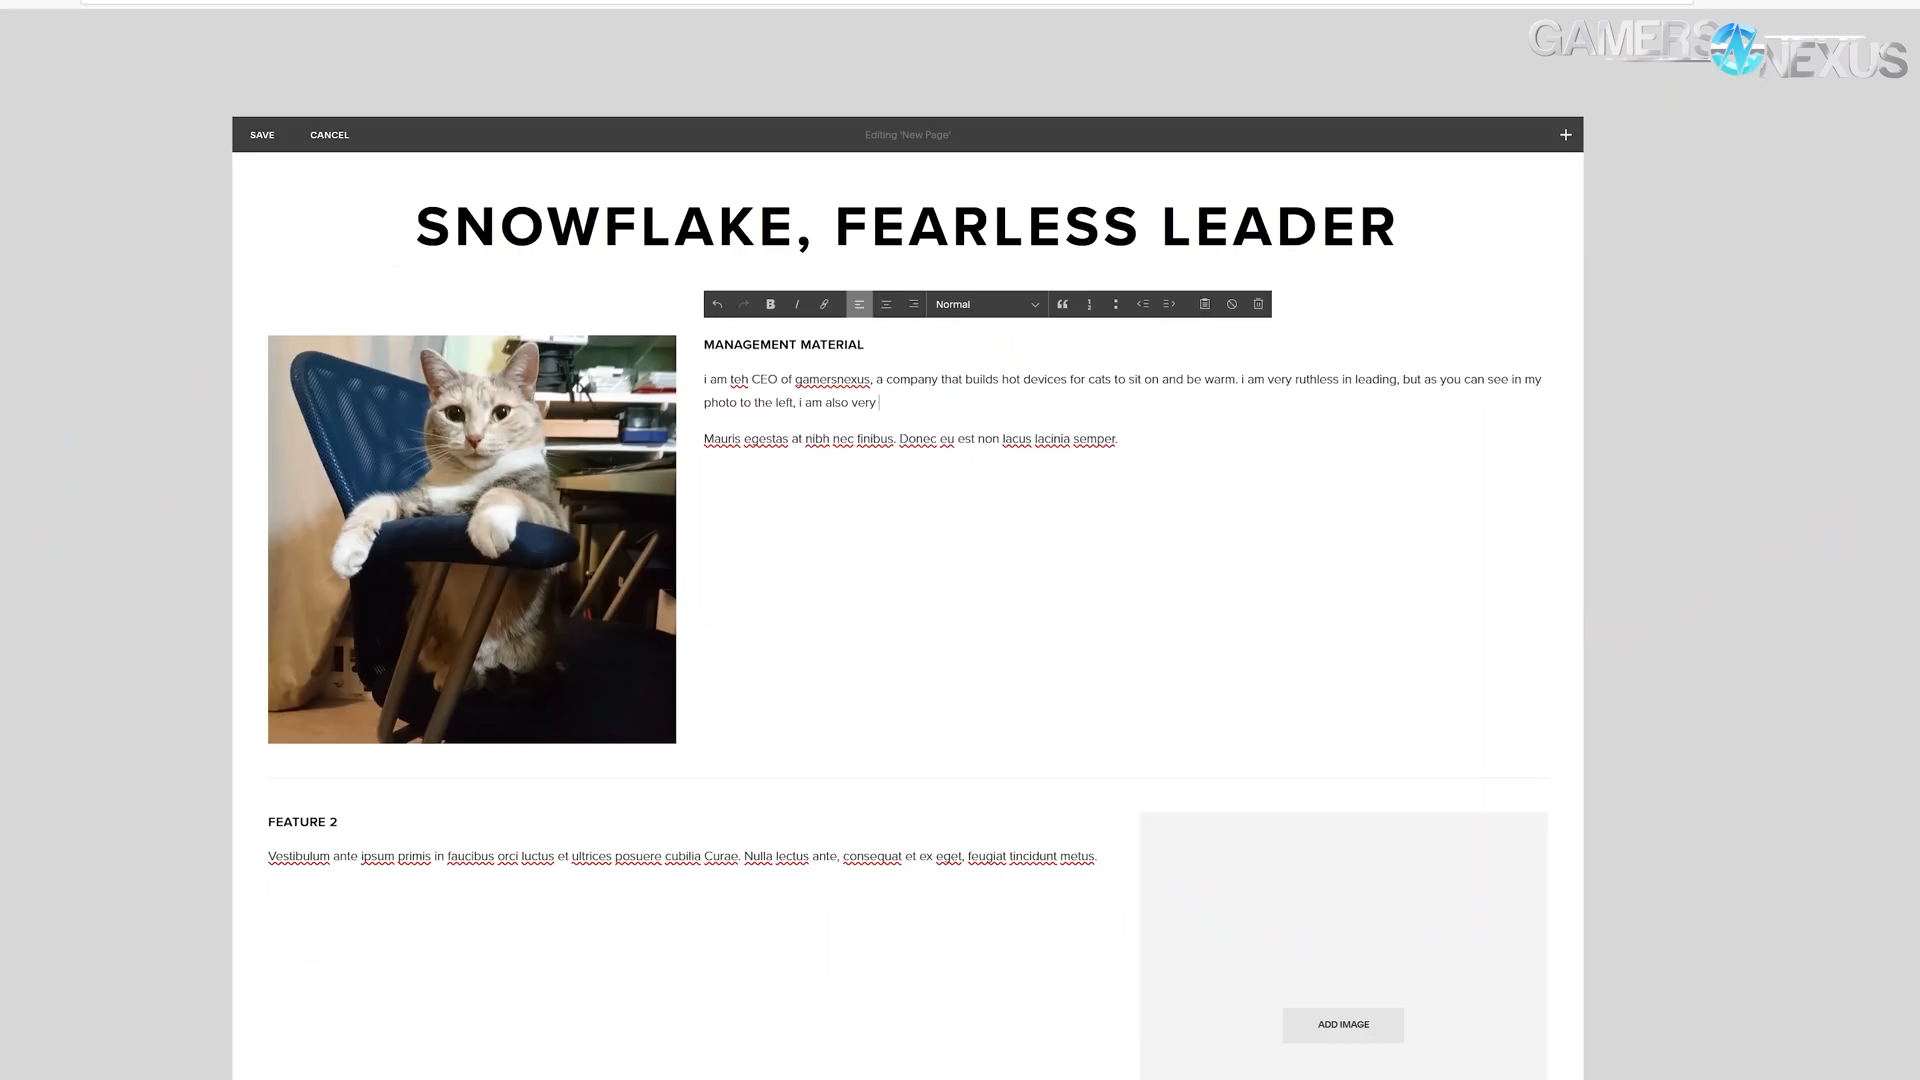 GAMERS NEXUS
SAVE CANCEL Editing 'New Page' +
SNOWFLAKE, FEARLESS LEADER
B I Normal
MANAGEMENT MATERIAL
i am teh CEO of gamersnexus, a company that builds hot devices for cats to sit on and be warm. i am very ruthless in leading, but as you can see in my
photo to the left, i am also very
Mauris egestas at nibh nec finibus. Donec eu est non lacus lacinia semper.
FEATURE 2
Vestibulum ante ipsum primis in faucibus orci luctus et ultrices posuere cubilia Curae. Nulla lectus ante, consequat et ex eget, feugiat tincidunt metus.
ADD IMAGE